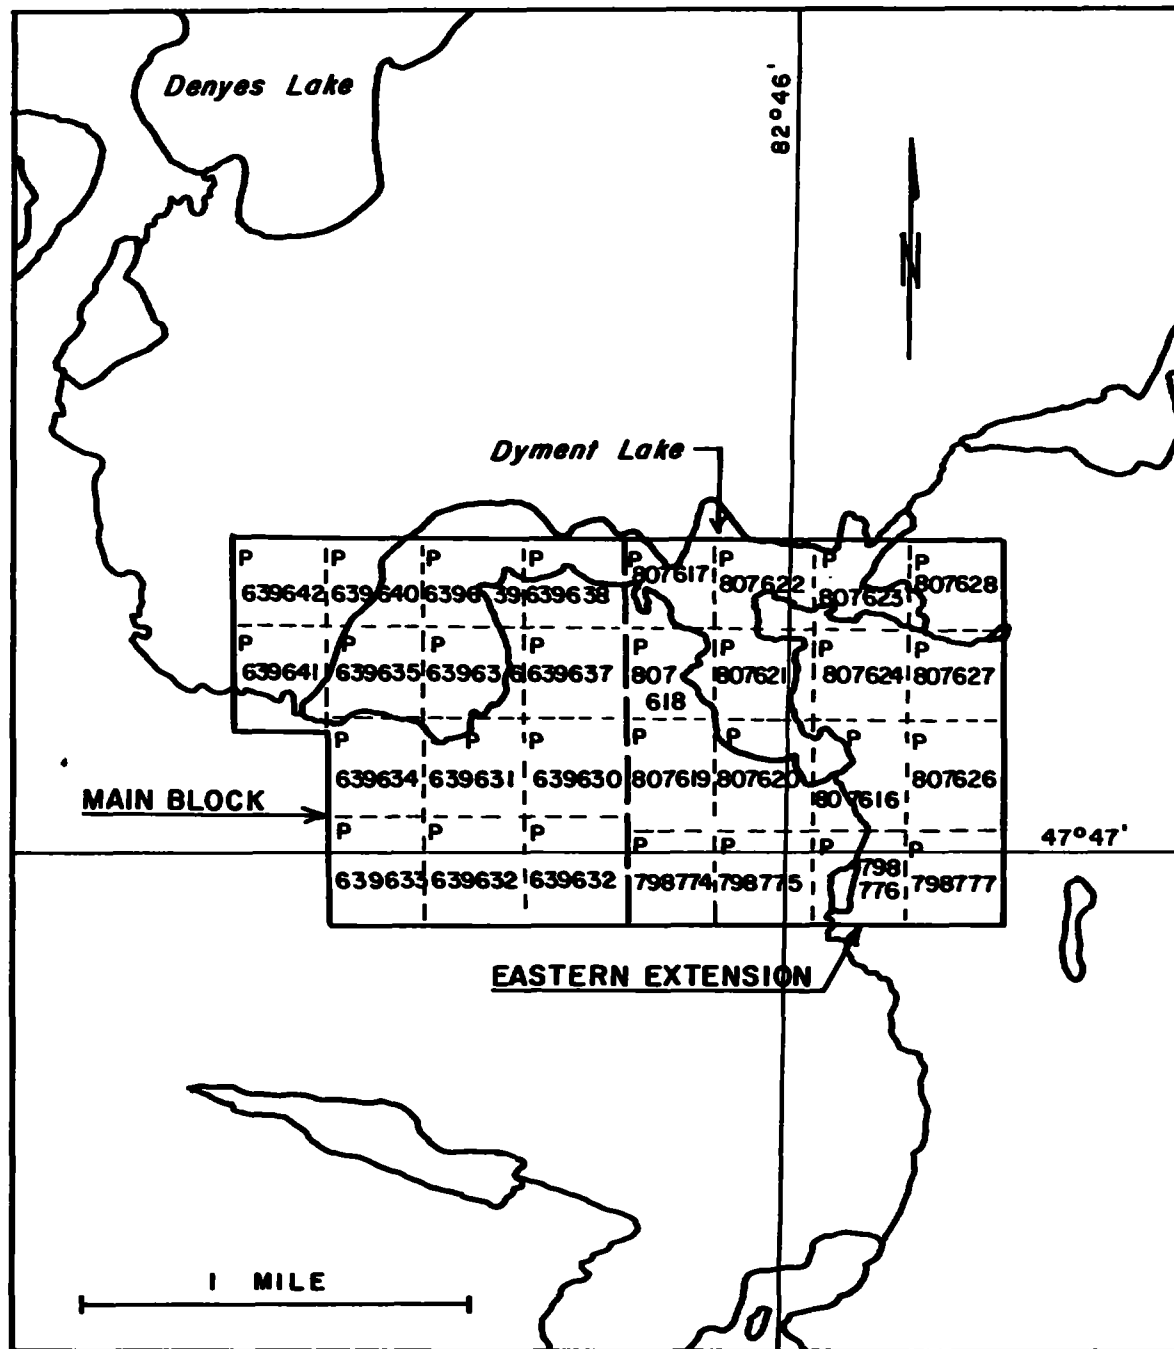 Denyes Lake
82°46'
N
Dyment Lake
P P P P P P P P
639642 639640 639639 639638 807617 807622 807623 807628
P P P P P P P
639641 639635 639636 639637 807 618 807621 807624 807627
P P P P P
639634 639631 639630 807619 807620 807616 807626
MAIN BLOCK
P P P P P P P
47°47'
639633 639632 639632 798774 798775 798 776 798777
EASTERN EXTENSION
1 MILE